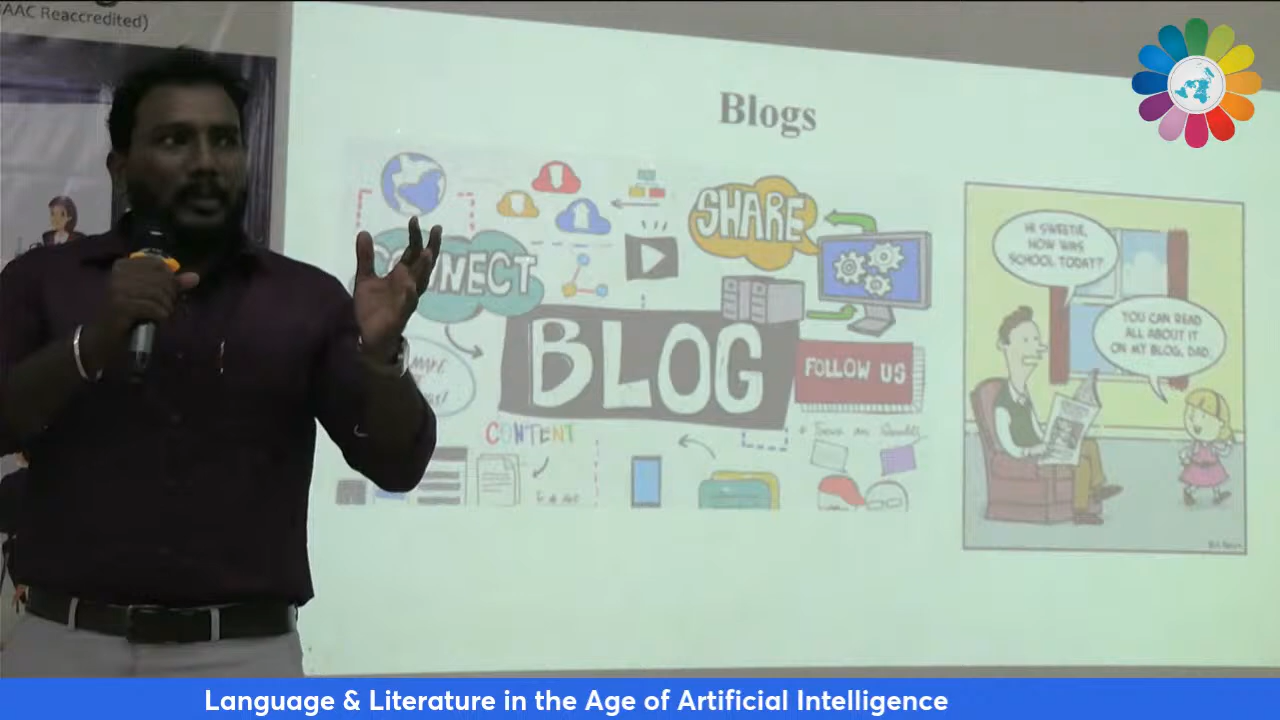 AAC Reaccredited)
Blogs
SHARE
CONNECT
BLOG
FOLLOW US
CONTENT
HI SWEETIE,
HOW WAS
SCHOOL TODAY?
YOU CAN READ
ALL ABOUT IT
ON MY BLOG, DAD.
Language & Literature in the Age of Artificial Intelligence